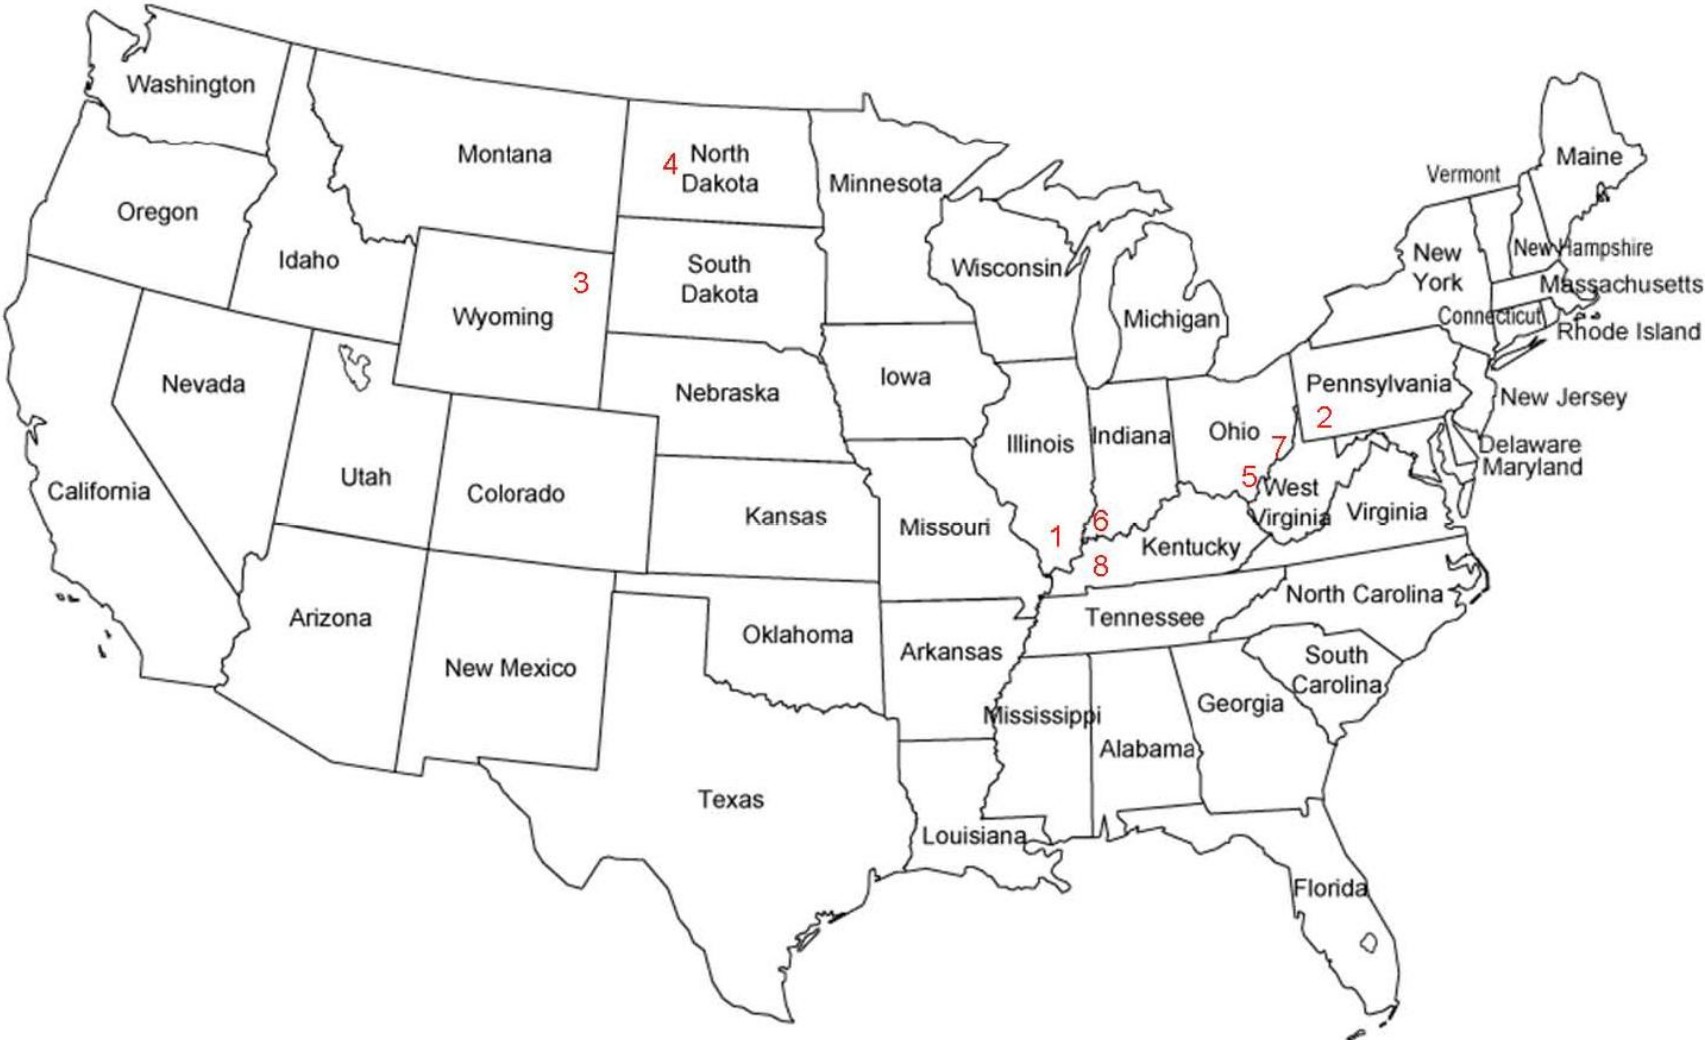 Washington
Montana
4
North
Dakota
Minnesota
Maine
Vermont
Oregon
Idaho
3
Wyoming
South
Dakota
Wisconsin
Michigan
New
York
New Hampshire
Massachusetts
Connecticut
Rhode Island
Nevada
Nebraska
Iowa
Pennsylvania
New Jersey
2
Illinois
Indiana
Ohio
7
Delaware
Maryland
California
Utah
Colorado
Kansas
Missouri
5
West
Virginia
Virginia
1
6
Kentucky
8
Arizona
New Mexico
Oklahoma
Arkansas
Tennessee
North Carolina
South
Carolina
Mississippi
Alabama
Georgia
Texas
Louisiana
Florida